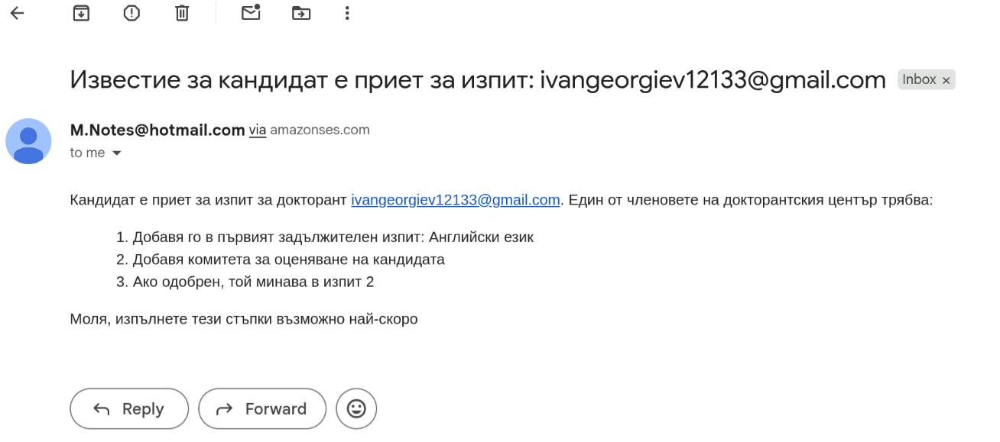 Известие за кандидат е приет за изпит: ivangeorgiev12133@gmail.com Inbox ×
M.Notes@hotmail.com via amazonses.com
to me
Кандидат е приет за изпит за докторант ivangeorgiev12133@gmail.com. Един от членовете на докторантския център трябва:
1. Добавя го в първият задължителен изпит: Английски език
2. Добавя комитета за оценяване на кандидата
3. Ако одобрен, той минава в изпит 2
Моля, изпълнете тези стъпки възможно най-скоро
Reply Forward